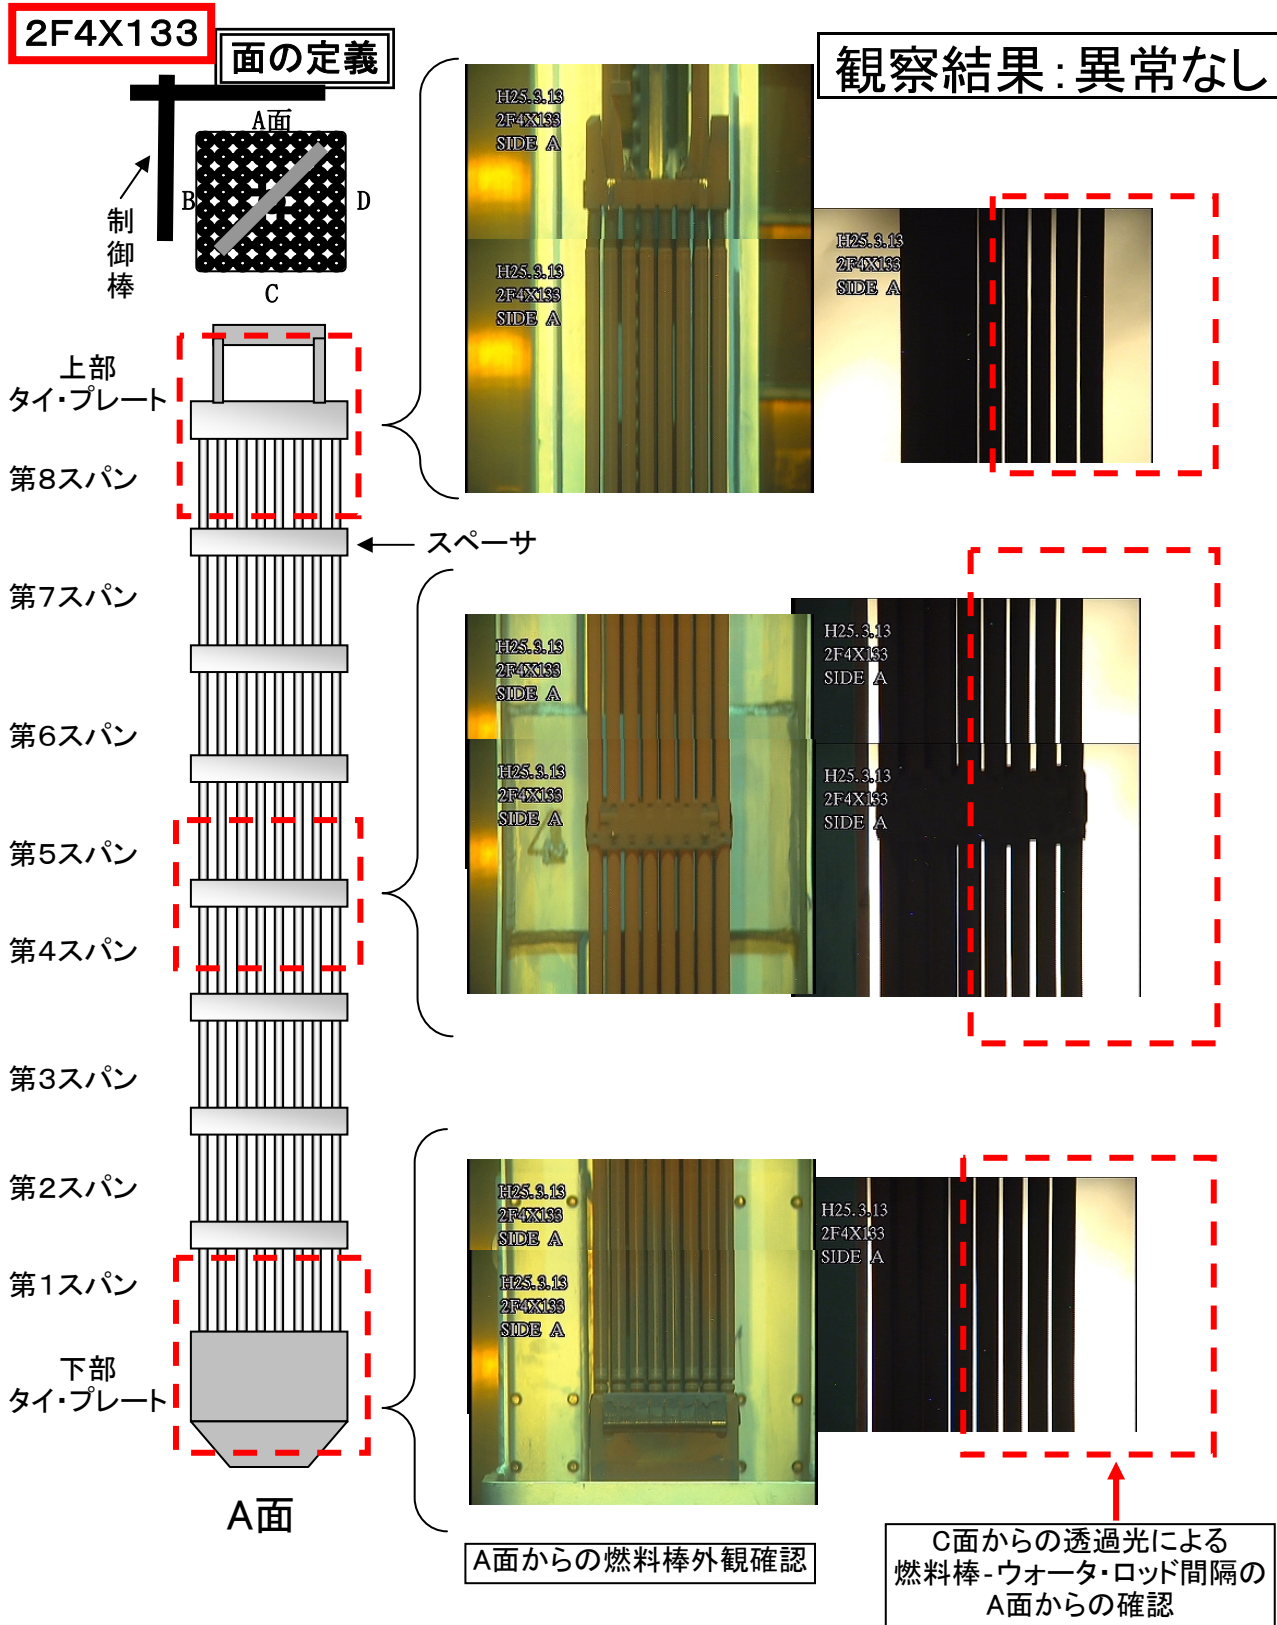 2F4X133
面の定義
観察結果：異常なし
A面
B
D
C
制御棒
上部
タイ・プレート
第8スパン
スペーサ
第7スパン
第6スパン
第5スパン
第4スパン
第3スパン
第2スパン
第1スパン
下部
タイ・プレート
A面
H25.3.13
2F4X133
SIDE A
H25.3.13
2F4X133
SIDE A
H25.3.13
2F4X133
SIDE A
H25.3.13
2F4X133
SIDE A
H25.3.13
2F4X133
SIDE A
H25.3.13
2F4X133
SIDE A
H25.3.13
2F4X133
SIDE A
H25.3.13
2F4X133
SIDE A
H25.3.13
2F4X133
SIDE A
H25.3.13
2F4X133
SIDE A
A面からの燃料棒外観確認
C面からの透過光による
燃料棒-ウォータ・ロッド間隔の
A面からの確認